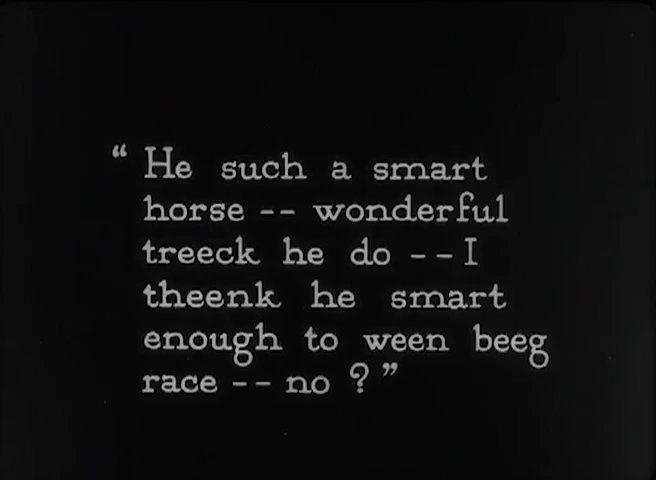 “ He such a smart
horse -- wonderful
treeck he do -- I
theenk he smart
enough to ween beeg
race -- no ? ”